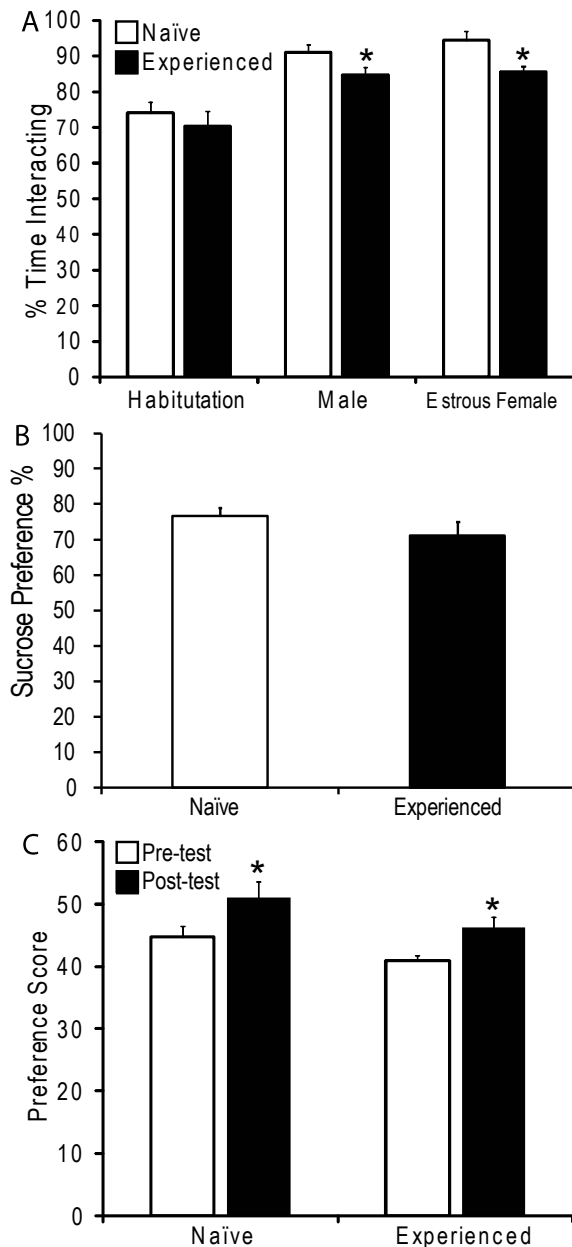 A
Naïve
Experienced
100
90
80
70
60
50
40
30
20
10
0
% Time Interacting
*
*
Habitutation Male Estrous Female
B
100
90
80
70
60
50
40
30
20
10
0
Sucrose Preference %
Naïve Experienced
C
Pre-test
Post-test
60
50
40
30
20
10
0
Preference Score
*
*
Naïve Experienced